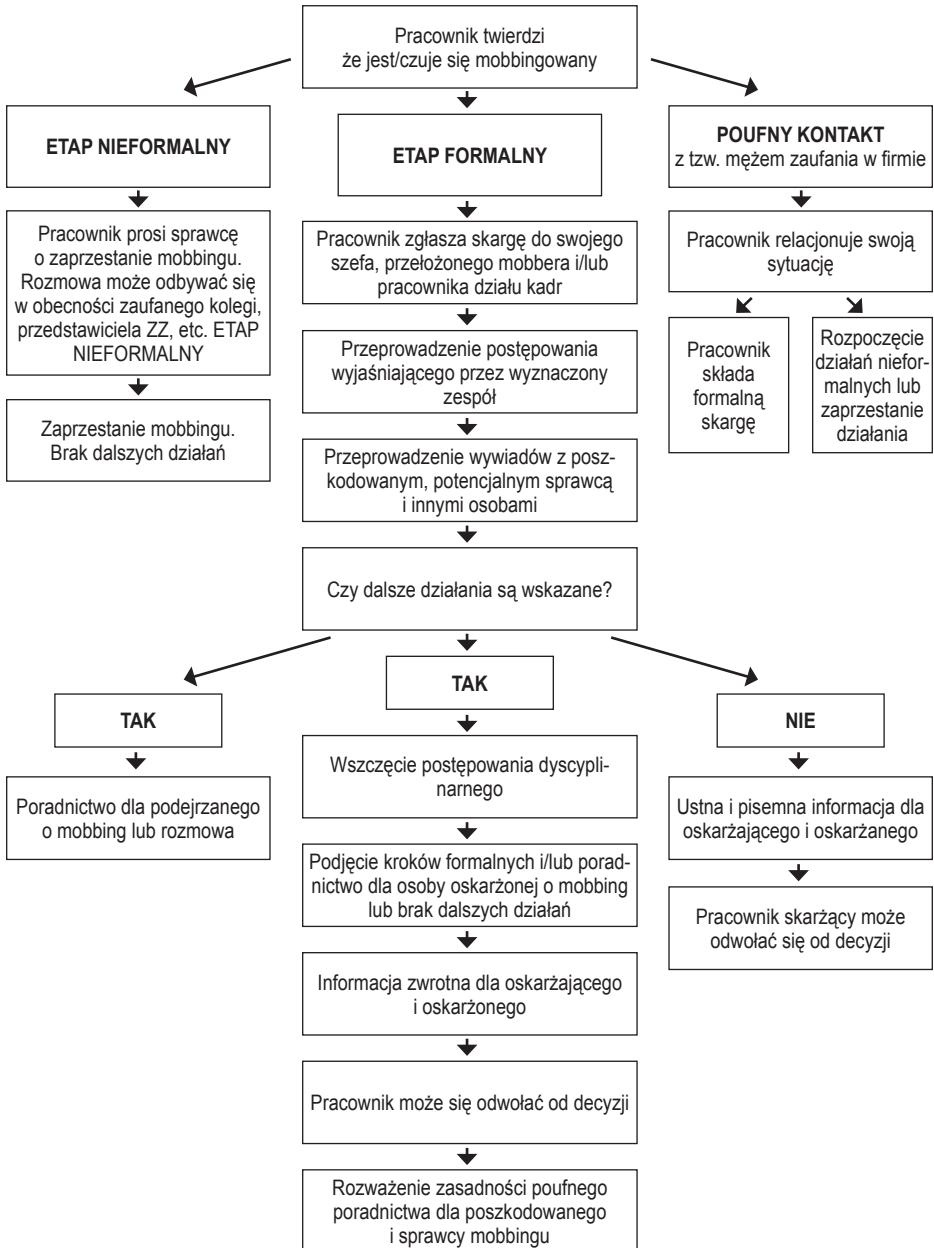 Pracownik twierdzi
że jest/czuje się mobbingowany
ETAP NIEFORMALNY
Pracownik prosi sprawcę
o zaprzestanie mobbingu.
Rozmowa może odbywać się
w obecności zaufanego kolegi,
przedstawiciela ZZ, etc. ETAP
NIEFORMALNY
Zaprzestanie mobbingu.
Brak dalszych działań
ETAP FORMALNY
Pracownik zgłasza skargę do swojego
szefa, przełożonego mobbera i/lub
pracownika działu kadr
Przeprowadzenie postępowania
wyjaśniającego przez wyznaczony
zespół
Przeprowadzenie wywiadów z posz-
kodowanym, potencjalnym sprawcą
i innymi osobami
Czy dalsze działania są wskazane?
POUFNY KONTAKT
z tzw. mężem zaufania w firmie
Pracownik relacjonuje swoją
sytuację
Pracownik
składa
formalną
skargę
Rozpoczęcie
działań niefor-
malnych lub
zaprzestanie
działania
TAK
Poradnictwo dla podejrzanego
o mobbing lub rozmowa
TAK
Wszczęcie postępowania dyscypli-
narnego
Podjęcie kroków formalnych i/lub porad-
nictwo dla osoby oskarżonej o mobbing
lub brak dalszych działań
Informacja zwrotna dla oskarżającego
i oskarżonego
Pracownik może się odwołać od decyzji
Rozważenie zasadności poufnego
poradnictwa dla poszkodowanego
i sprawcy mobbingu
NIE
Ustna i pisemna informacja dla
oskarżającego i oskarżanego
Pracownik skarżący może
odwołać się od decyzji